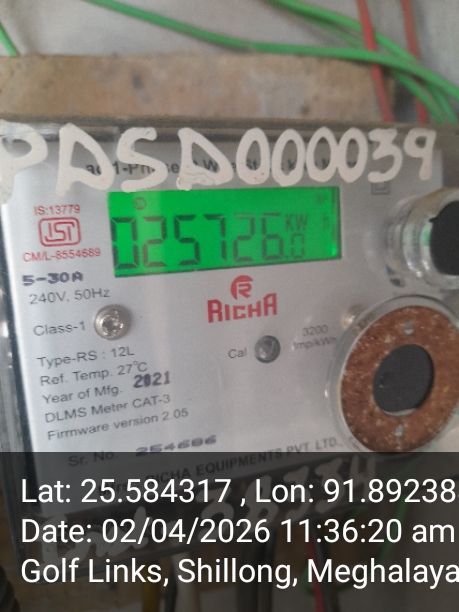 PDSD000039
IS:13779
ISI
CM/L-8554689
025726.0 KW h
5-30A
240V, 50Hz
RICHA
Class-1
Cal
3200
Imp/kWh
Type-RS : 12L
Ref. Temp. 27°C
Year of Mfg. 2021
DLMS Meter CAT-3
Firmware version 2.05
Sr. No. 254686
RICHA EQUIPMENTS PVT. LTD.,
Lat: 25.584317 , Lon: 91.89238
Date: 02/04/2026 11:36:20 am
Golf Links, Shillong, Meghalaya